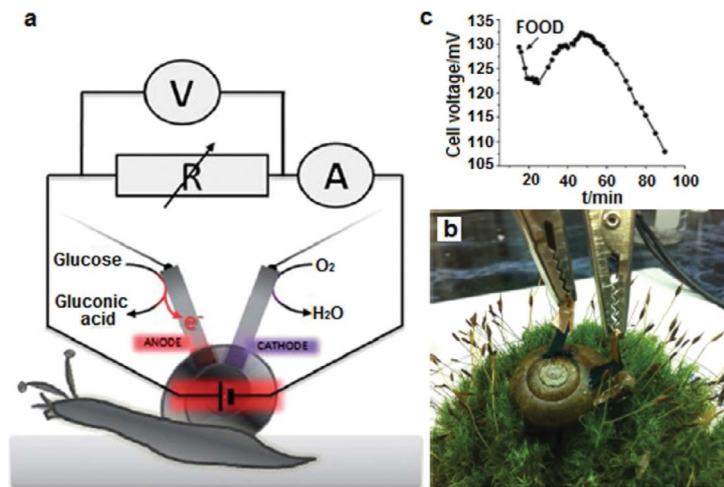 a
V
R
A
Glucose
Gluconic
acid
e⁻
O₂
H₂O
ANODE
CATHODE
c
FOOD
Cell voltage/mV
135
130
125
120
115
110
105
20
40
60
80
100
t/min
b